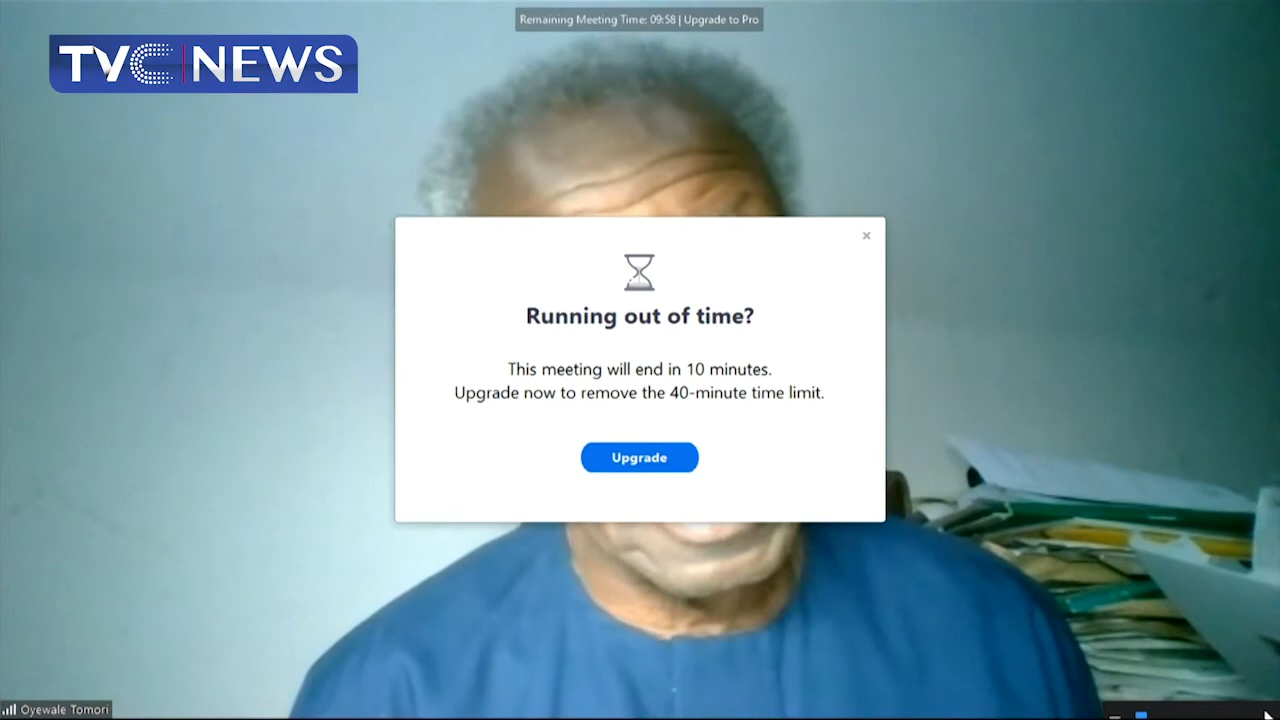 Remaining Meeting Time: 09:58 | Upgrade to Pro
TVC NEWS
Running out of time?
This meeting will end in 10 minutes.
Upgrade now to remove the 40-minute time limit.
Upgrade
Oyewale Tomori